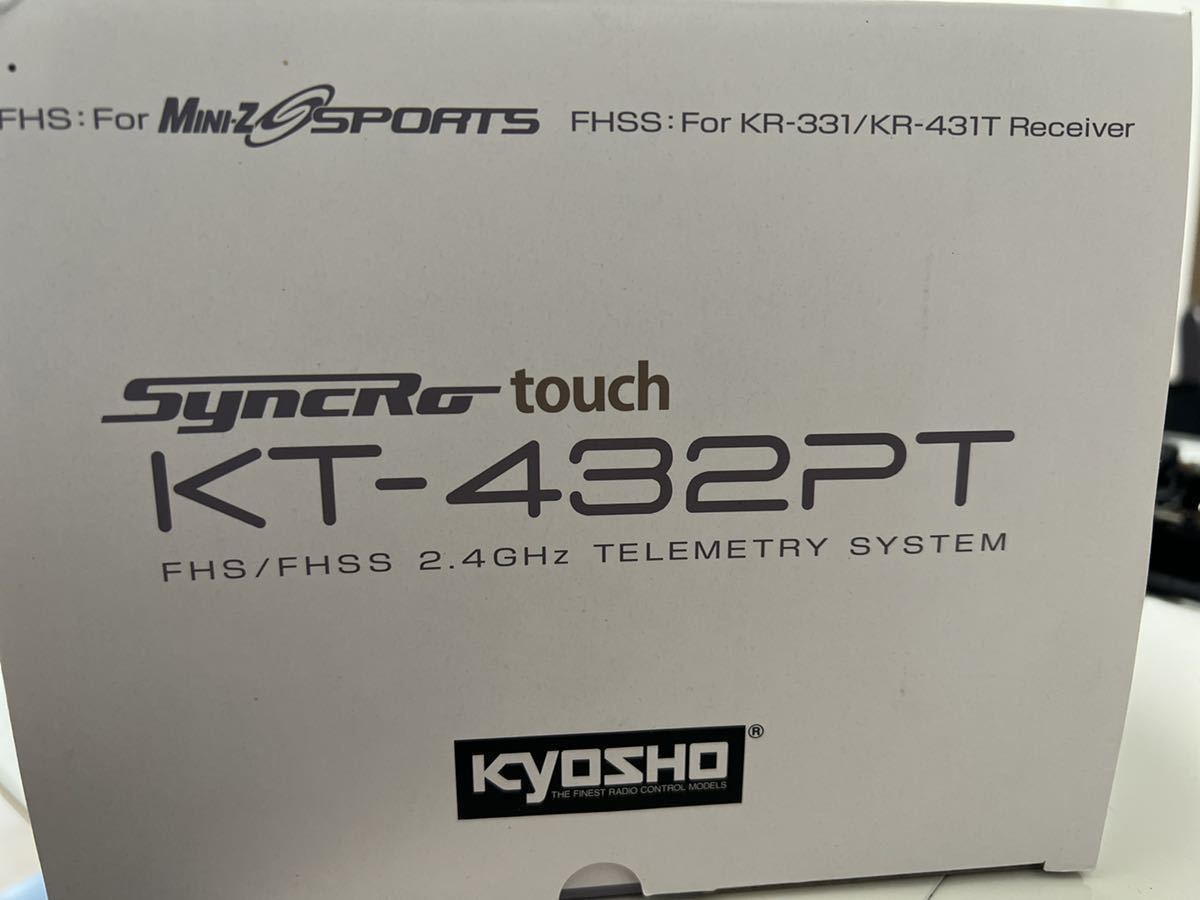 FHS: For MINI-Z SPORTS FHSS: For KR-331/KR-431T Receiver
SyncRo touch
KT-432PT
FHS/FHSS 2.4GHz TELEMETRY SYSTEM
KYOSHO ®
THE FINEST RADIO CONTROL MODELS